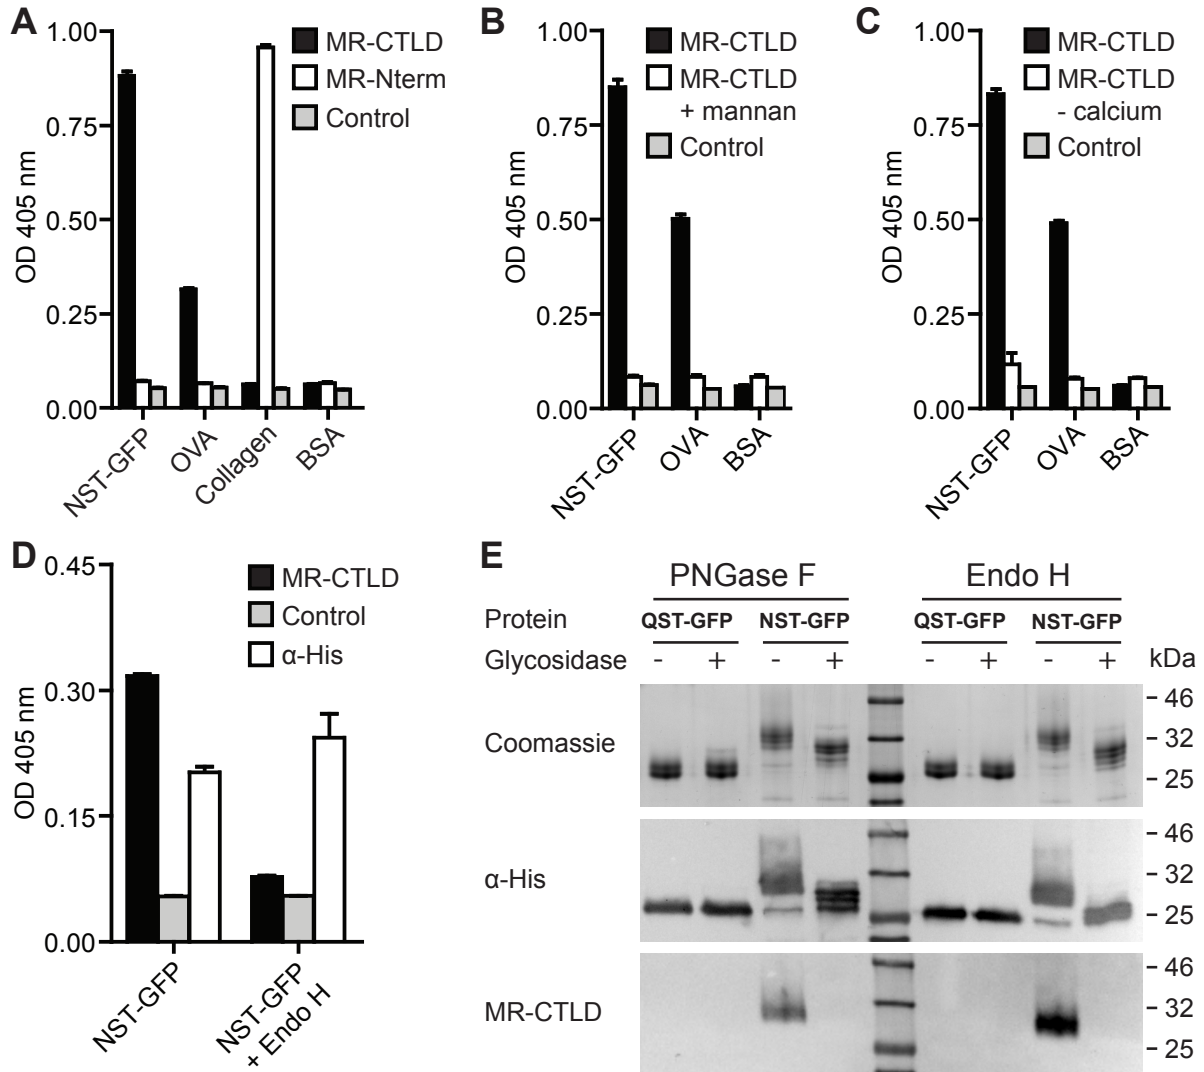 A
1.00
0.75
0.50
0.25
0.00
OD 405 nm
MR-CTLD
MR-Nterm
Control
NST-GFP
OVA
Collagen
BSA
B
1.00
0.75
0.50
0.25
0.00
OD 405 nm
MR-CTLD
MR-CTLD
+ mannan
Control
NST-GFP
OVA
BSA
C
1.00
0.75
0.50
0.25
0.00
OD 405 nm
MR-CTLD
MR-CTLD
- calcium
Control
NST-GFP
OVA
BSA
D
0.45
0.30
0.15
0.00
OD 405 nm
MR-CTLD
Control
α-His
NST-GFP
NST-GFP
+ Endo H
E
PNGase F Endo H
Protein QST-GFP NST-GFP QST-GFP NST-GFP
Glycosidase - + - + - + - + kDa
Coomassie
- 46
- 32
- 25
α-His
- 46
- 32
- 25
MR-CTLD
- 46
- 32
- 25